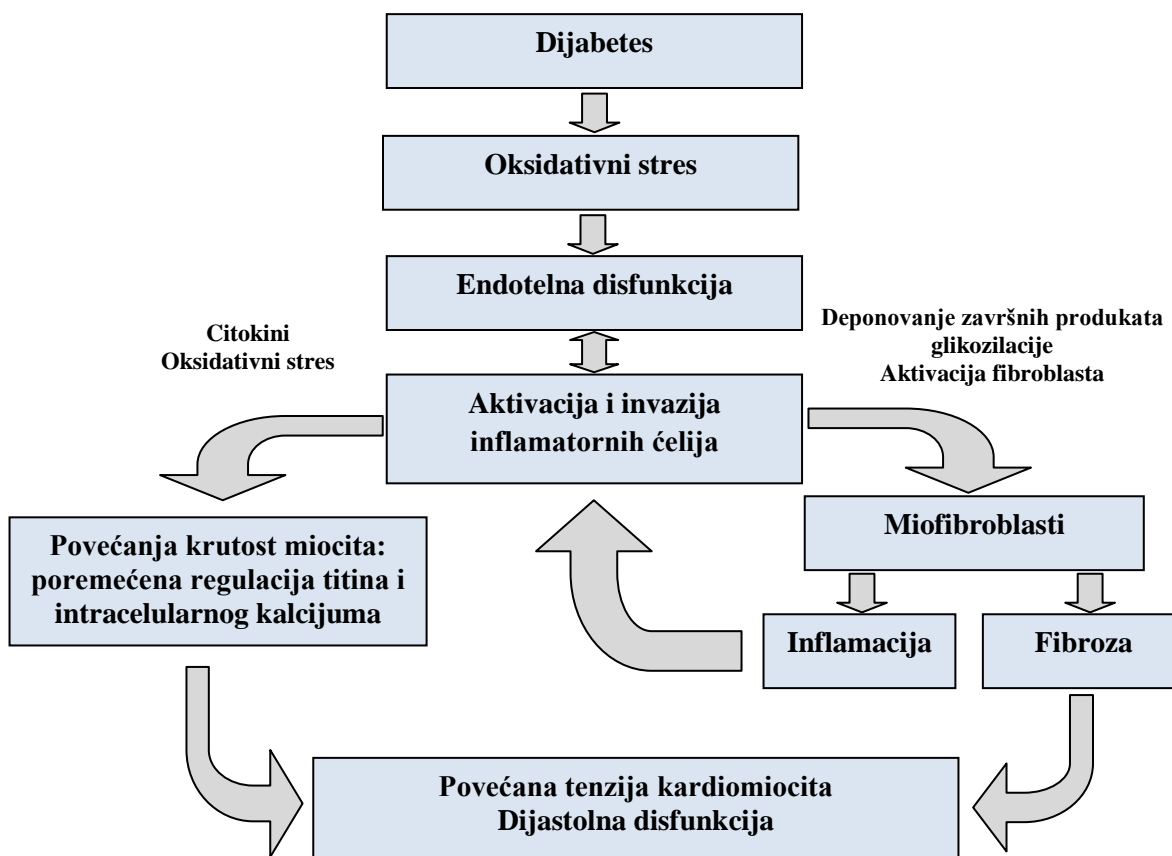 Dijabetes
Oksidativni stres
Endotelna disfunkcija
Citokini
Oksidativni stres
Deponovanje završnih produkata
glikozilacije
Aktivacija fibroblasta
Aktivacija i invazija
inflamatornih ćelija
Miofibroblasti
Povećanja krutost miocita:
poremećena regulacija titina i
intracelularnog kalcijuma
Inflamacija
Fibroza
Povećana tenzija kardiomiocita
Dijastolna disfunkcija